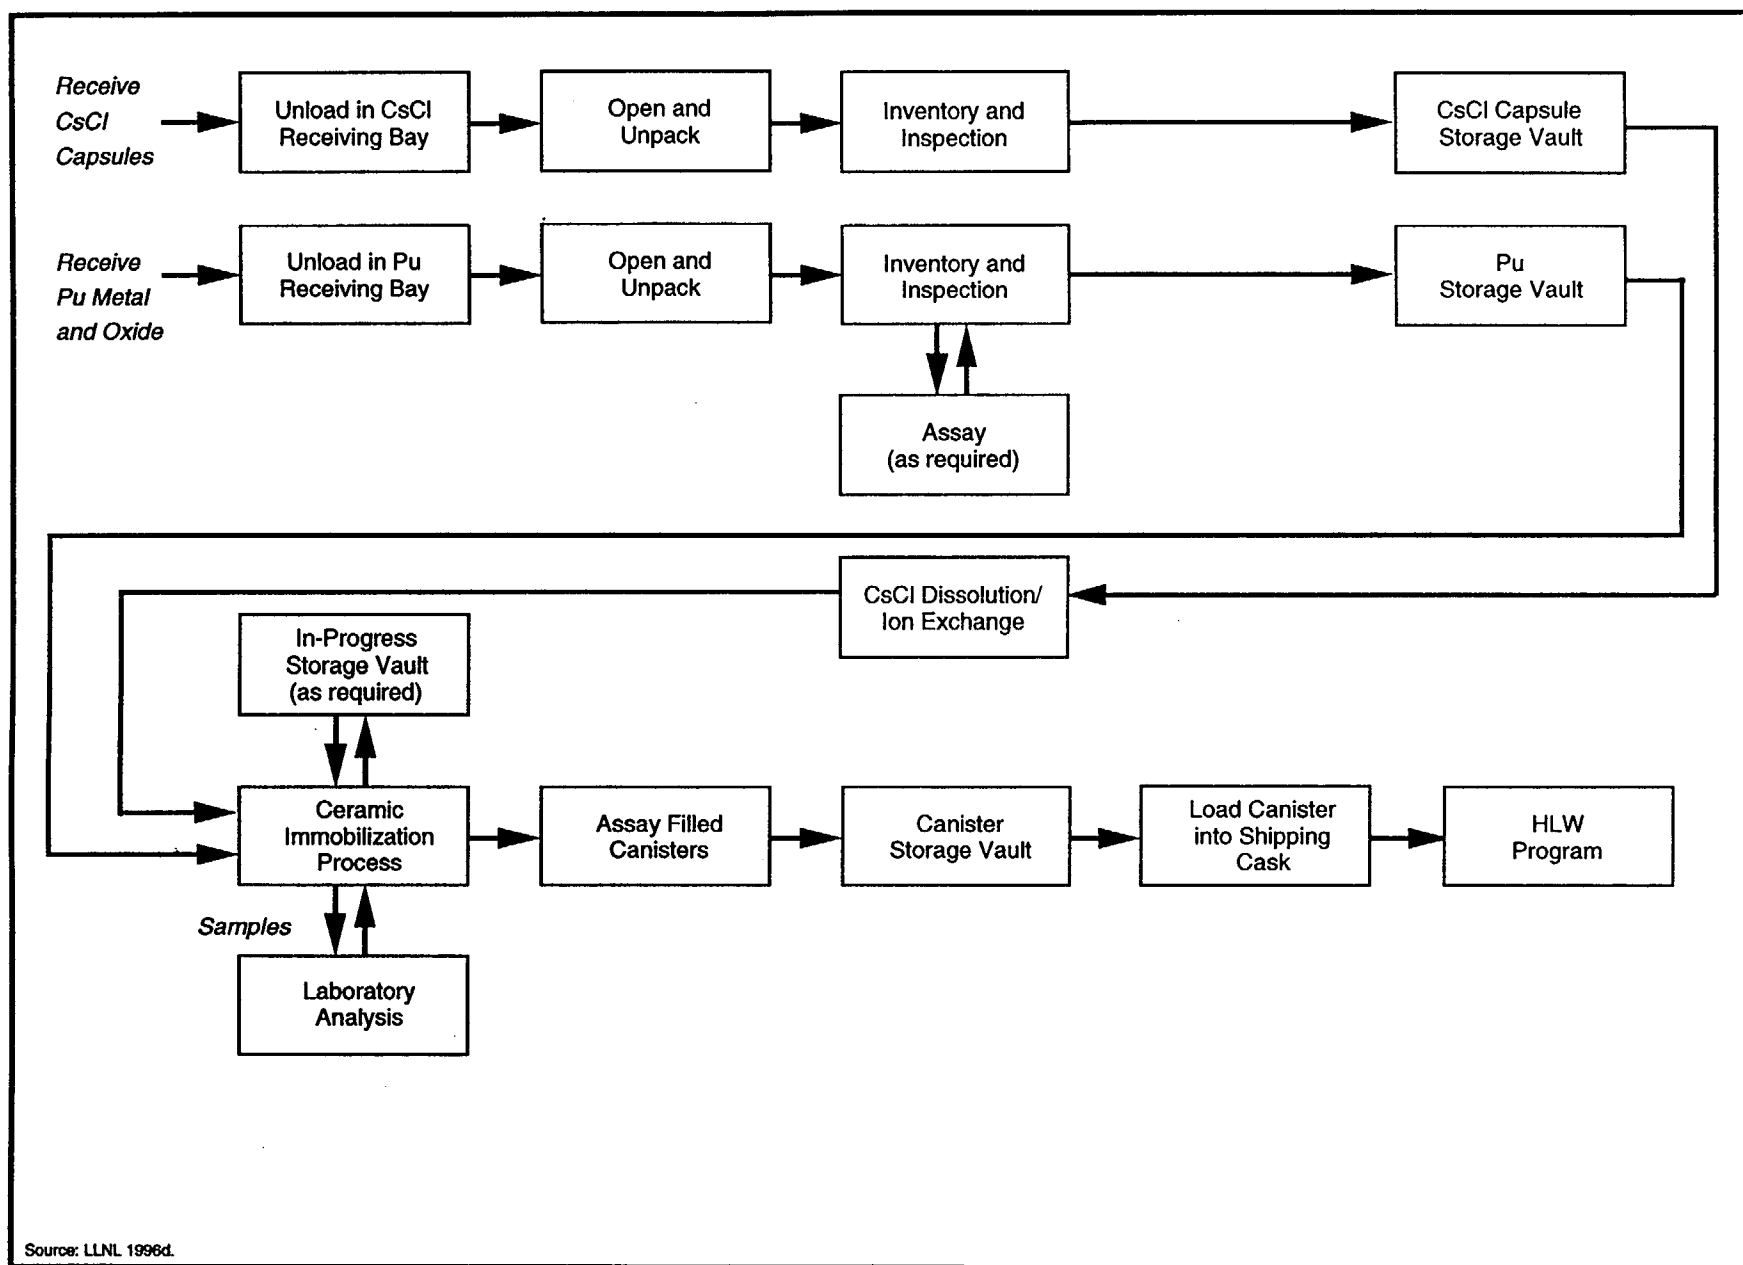 Receive
CsCl
Capsules
Unload in CsCl
Receiving Bay
Open and
Unpack
Inventory and
Inspection
CsCl Capsule
Storage Vault
Receive
Pu Metal
and Oxide
Unload in Pu
Receiving Bay
Open and
Unpack
Inventory and
Inspection
Pu
Storage Vault
Assay
(as required)
CsCl Dissolution/
Ion Exchange
In-Progress
Storage Vault
(as required)
Ceramic
Immobilization
Process
Assay Filled
Canisters
Canister
Storage Vault
Load Canister
into Shipping
Cask
HLW
Program
Samples
Laboratory
Analysis
Source: LLNL 1996d.